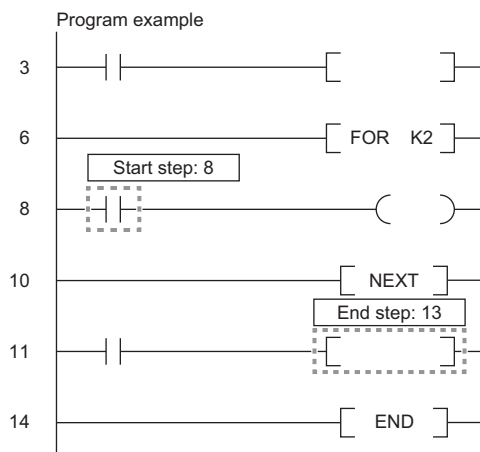 Program example
3
6 FOR K2
Start step: 8
8
10 NEXT
End step: 13
11
14 END